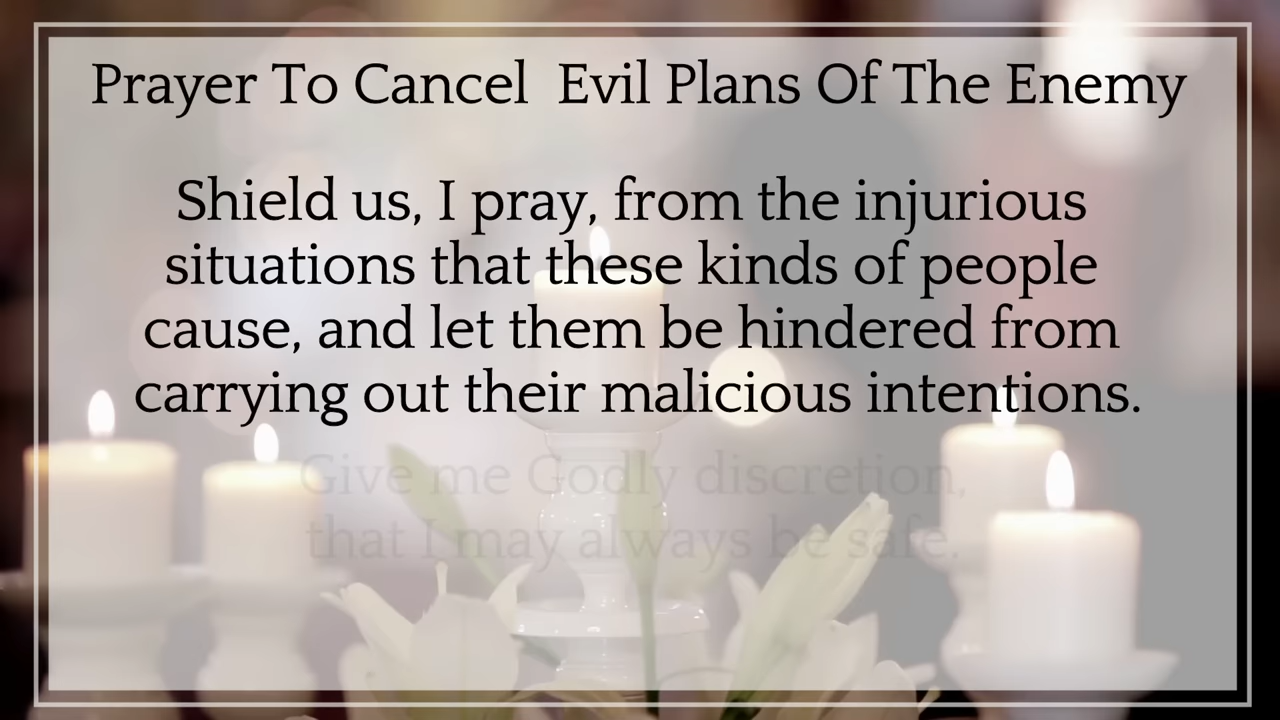 Prayer To Cancel  Evil Plans Of The Enemy
Shield us, I pray, from the injurious
situations that these kinds of people
cause, and let them be hindered from
carrying out their malicious intentions.
Give me Godly discretion,
that I may always be safe.